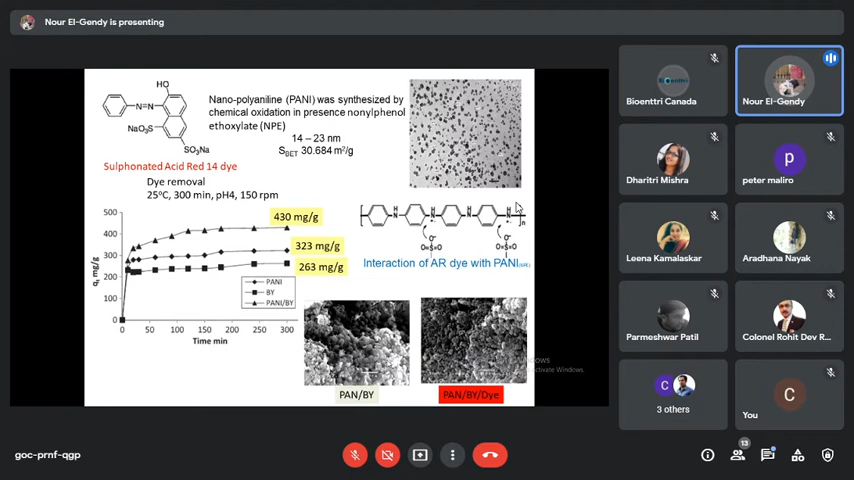 Nour El-Gendy is presenting
HO
N=N
NaO₃S
SO₃Na
Sulphonated Acid Red 14 dye
Nano-polyaniline (PANI) was synthesized by
chemical oxidation in presence nonylphenol
ethoxylate (NPE)
14 – 23 nm
S_BET 30.684 m²/g
Dye removal
25°C, 300 min, pH4, 150 rpm
500
400
300
200
100
0
qₜ mg/g
0 50 100 150 200 250 300
Time min
430 mg/g
323 mg/g
263 mg/g
PANI
BY
PANI/BY
Interaction of AR dye with PANI(NPE)
PAN/BY
PAN/BY/Dye
Bioenttri Canada
Nour El-Gendy
Dharitri Mishra
p
peter maliro
Leena Kamalaskar
Aradhana Nayak
Parmeshwar Patil
Colonel Rohit Dev R...
C
3 others
C
You
goc-prnf-qgp
13